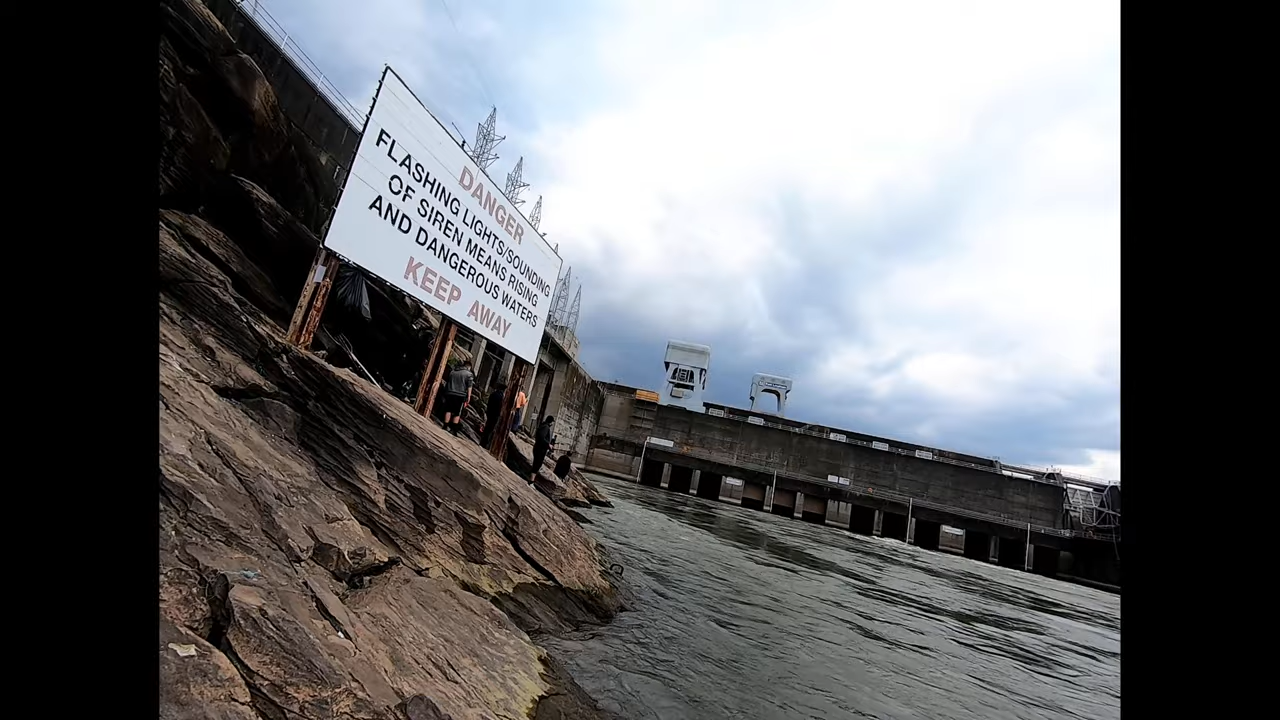 DANGER
FLASHING LIGHTS/SOUNDING
OF SIREN MEANS RISING
AND DANGEROUS WATERS
KEEP AWAY